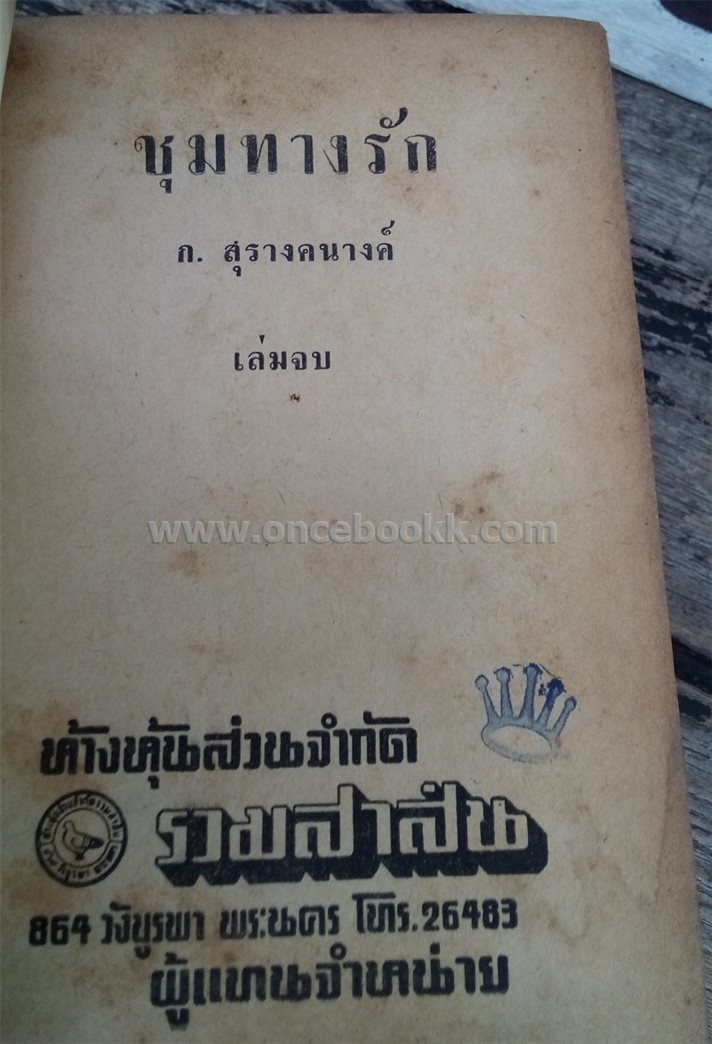 ชุมทางรัก
ก. สุรางคนางค์
เล่มจบ
www.oncebookk.com
ห้างหุ้นส่วนจำกัด
รวมสาส์น
864 วังบูรพา พระนคร โทร.26483
ผู้แทนจำหน่าย